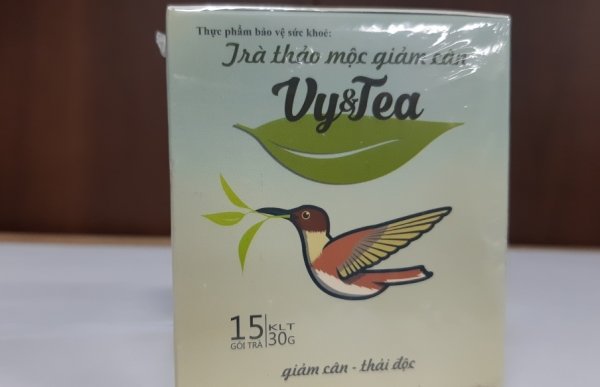 Thực phẩm bảo vệ sức khoẻ:
Trà thảo mộc giảm cân
Vy&Tea
15 KLT
GÓI TRÀ 30G
giảm cân - thải độc